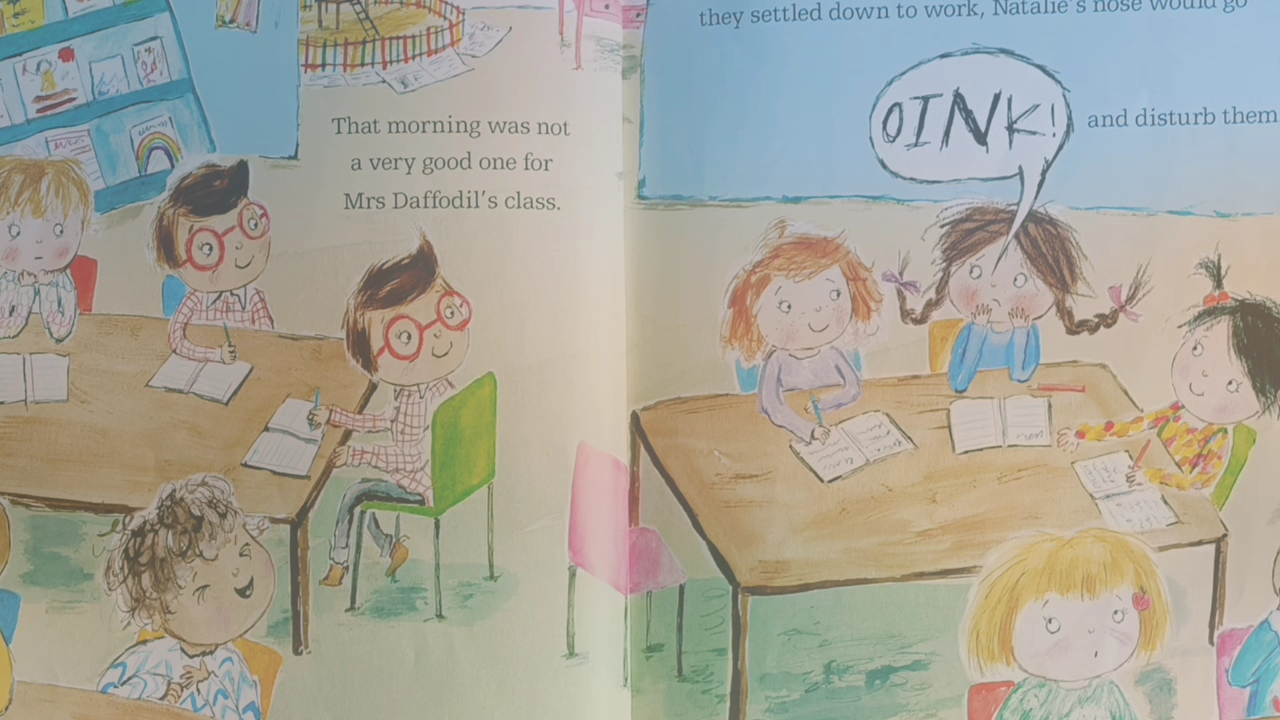 That morning was not
a very good one for
Mrs Daffodil's class.
they settled down to work, Natalie's nose would go
OINK!
and disturb them